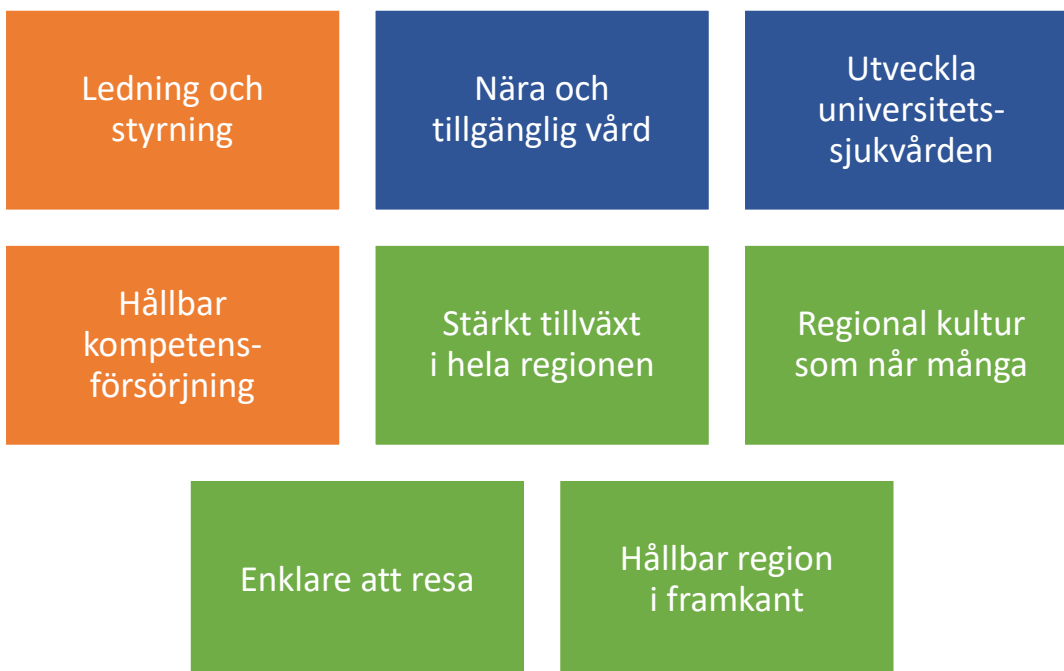 Ledning och
styrning
Nära och
tillgänglig vård
Utveckla
universitets-
sjukvården
Hållbar
kompetens-
försörjning
Stärkt tillväxt
i hela regionen
Regional kultur
som når många
Enklare att resa
Hållbar region
i framkant